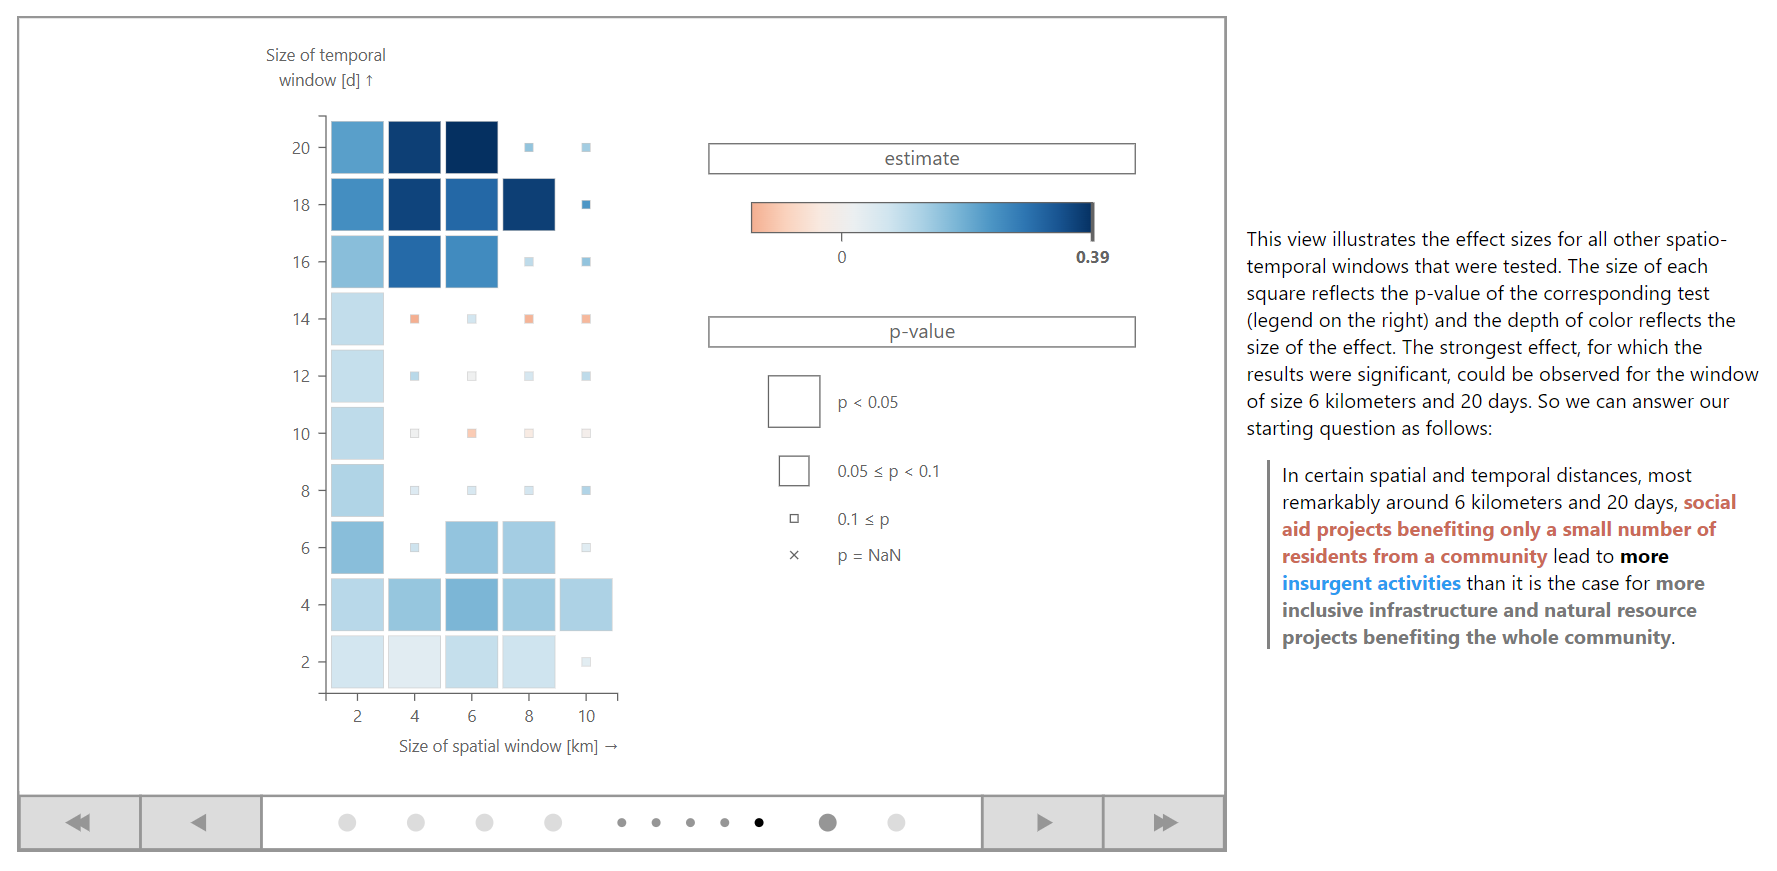 Size of temporal
window [d] ↑
20
18
16
14
12
10
8
6
4
2
2 4 6 8 10
Size of spatial window [km] →
estimate
0 0.39
p-value
p < 0.05
0.05 ≤ p < 0.1
0.1 ≤ p
p = NaN
This view illustrates the effect sizes for all other spatio-
temporal windows that were tested. The size of each
square reflects the p-value of the corresponding test
(legend on the right) and the depth of color reflects the
size of the effect. The strongest effect, for which the
results were significant, could be observed for the window
of size 6 kilometers and 20 days. So we can answer our
starting question as follows:
In certain spatial and temporal distances, most
remarkably around 6 kilometers and 20 days, social
aid projects benefiting only a small number of
residents from a community lead to more
insurgent activities than it is the case for more
inclusive infrastructure and natural resource
projects benefiting the whole community.